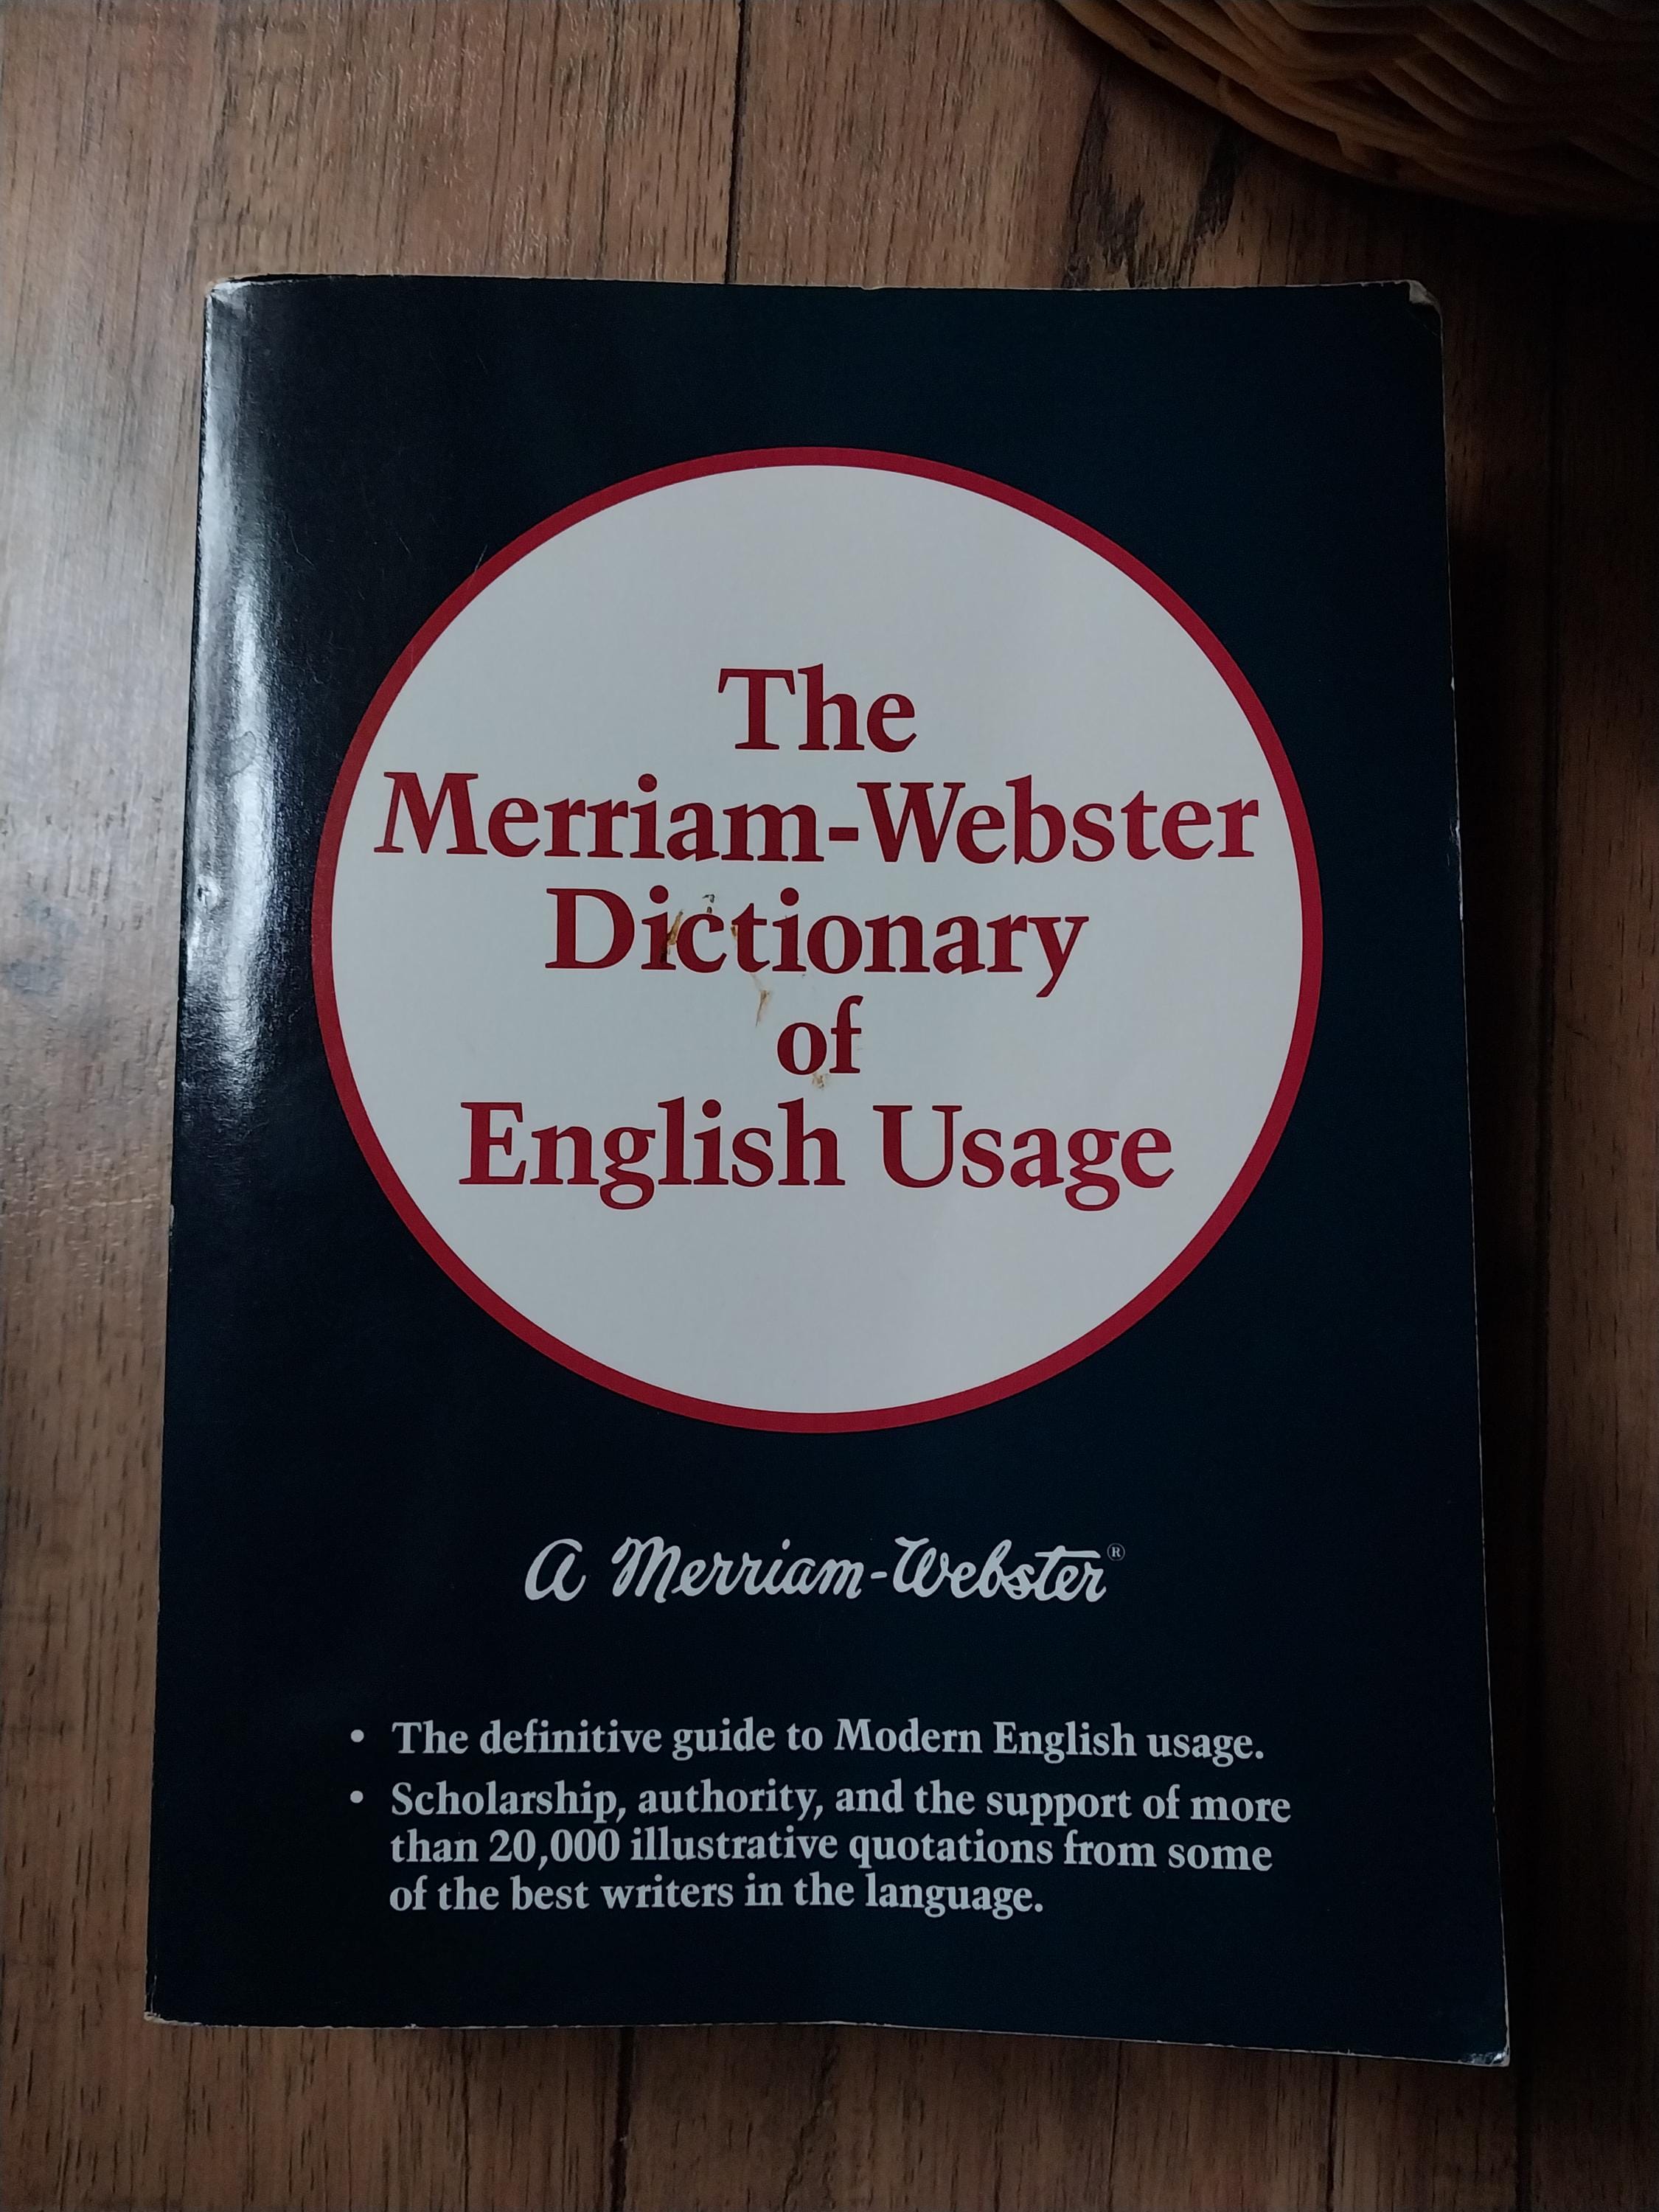 The
Merriam-Webster
Dictionary
of
English Usage
A Merriam-Webster®
• The definitive guide to Modern English usage.
• Scholarship, authority, and the support of more
than 20,000 illustrative quotations from some
of the best writers in the language.